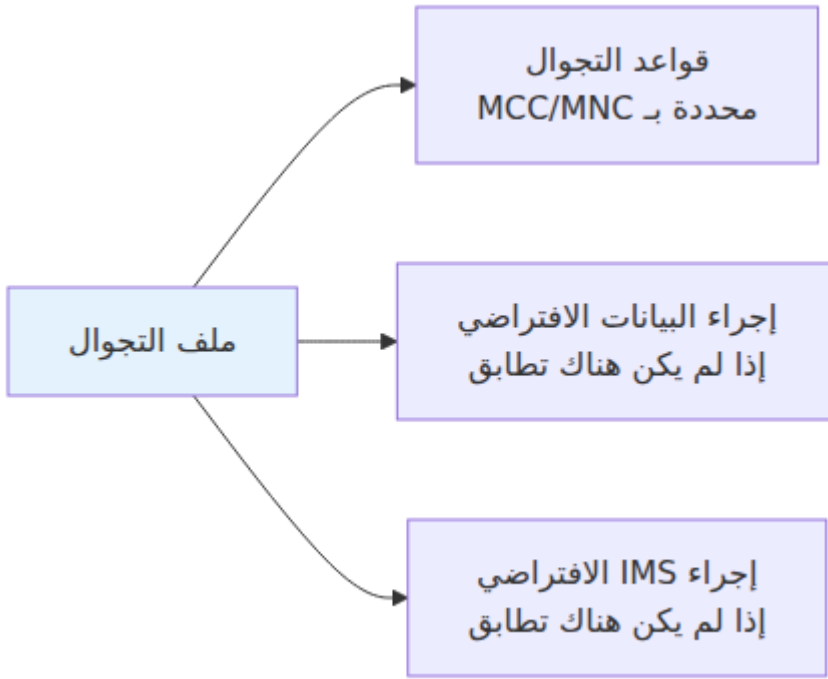 قواعد التجوال
محددة بـ MCC/MNC
ملف التجوال
إجراء البيانات الافتراضي
إذا لم يكن هناك تطابق
إجراء IMS الافتراضي
إذا لم يكن هناك تطابق